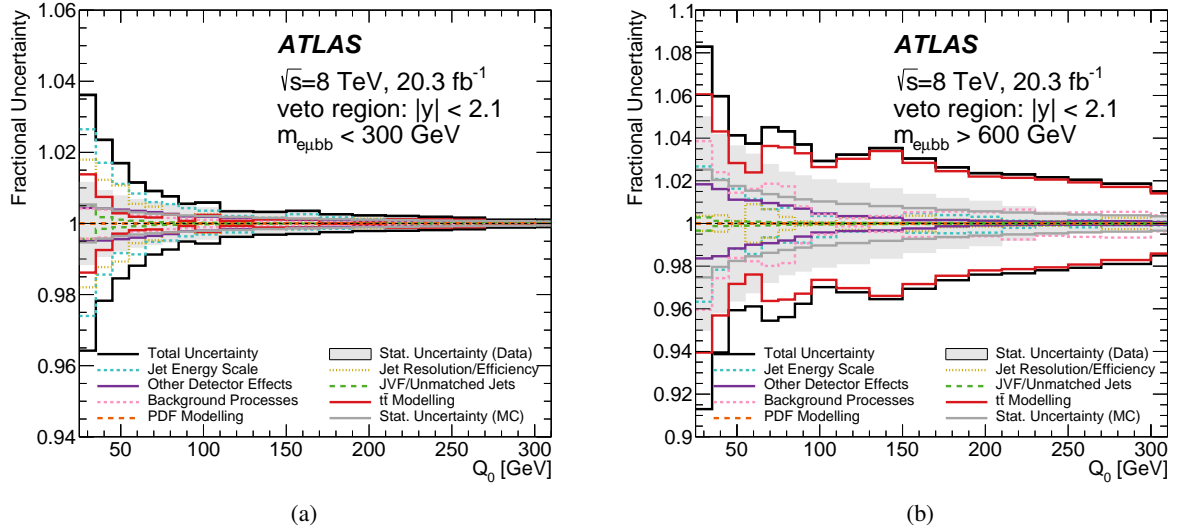 Fractional Uncertainty
1.06
1.04
1.02
1
0.98
0.96
0.94
ATLAS
√s=8 TeV, 20.3 fb⁻¹
veto region: |y| < 2.1
m_eμbb < 300 GeV
Total Uncertainty
Jet Energy Scale
Other Detector Effects
Background Processes
PDF Modelling
Stat. Uncertainty (Data)
Jet Resolution/Efficiency
JVF/Unmatched Jets
tt̄ Modelling
Stat. Uncertainty (MC)
50 100 150 200 250 300
Q₀ [GeV]
(a)
Fractional Uncertainty
1.1
1.08
1.06
1.04
1.02
1
0.98
0.96
0.94
0.92
0.9
ATLAS
√s=8 TeV, 20.3 fb⁻¹
veto region: |y| < 2.1
m_eμbb > 600 GeV
Total Uncertainty
Jet Energy Scale
Other Detector Effects
Background Processes
PDF Modelling
Stat. Uncertainty (Data)
Jet Resolution/Efficiency
JVF/Unmatched Jets
tt̄ Modelling
Stat. Uncertainty (MC)
50 100 150 200 250 300
Q₀ [GeV]
(b)